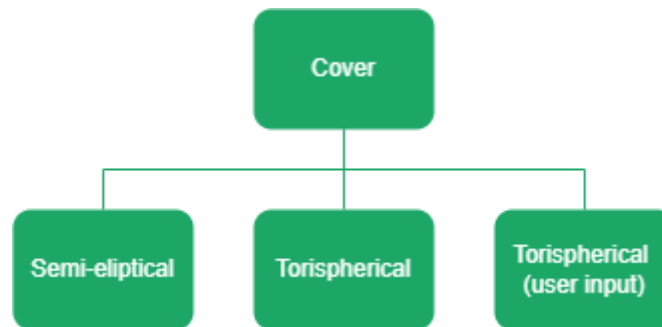 Cover
Semi-eliptical
Torispherical
Torispherical
(user input)